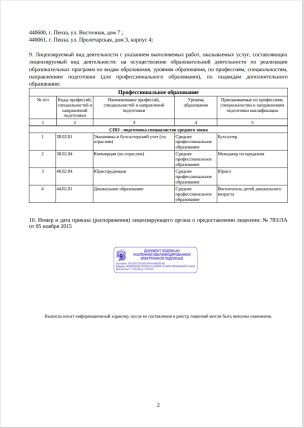 440600, г. Пенза, ул. Восточная, дом 7 ;
440061, г. Пенза, ул. Пролетарская, дом 3, корпус 4;
9. Лицензируемый вид деятельности с указанием выполняемых работ, оказываемых услуг, составляющих
лицензируемый вид деятельности: на осуществление образовательной деятельности по реализации
образовательных программ по видам образования, уровням образования, по профессиям, специальностям,
направлениям подготовки (для профессионального образования), по подвидам дополнительного
образования:
Профессиональное образование
№ п/п
Коды профессий, специальностей и направлений подготовки
Наименование профессий, специальностей и направлений подготовки
Уровень образования
Присваиваемые по профессиям, специальностям и направлениям подготовки квалификации
1 2 3 4 5
СПО - подготовка специалистов среднего звена
1 38.02.01 Экономика и бухгалтерский учет (по отраслям) Среднее профессиональное образование Бухгалтер
2 38.02.04 Коммерция (по отраслям) Среднее профессиональное образование Менеджер по продажам
3 40.02.01 Юриспруденция Среднее профессиональное образование Юрист
4 44.02.01 Дошкольное образование Среднее профессиональное образование Воспитатель детей дошкольного возраста
10. Номер и дата приказа (распоряжения) лицензирующего органа о предоставлении лицензии: № 783/ЛА
от 05 ноября 2015
ДОКУМЕНТ ПОДПИСАН
УСИЛЕННОЙ КВАЛИФИЦИРОВАННОЙ
ЭЛЕКТРОННОЙ ПОДПИСЬЮ
Выписка носит информационный характер, после ее составления в реестр лицензий могли быть внесены изменения.
2